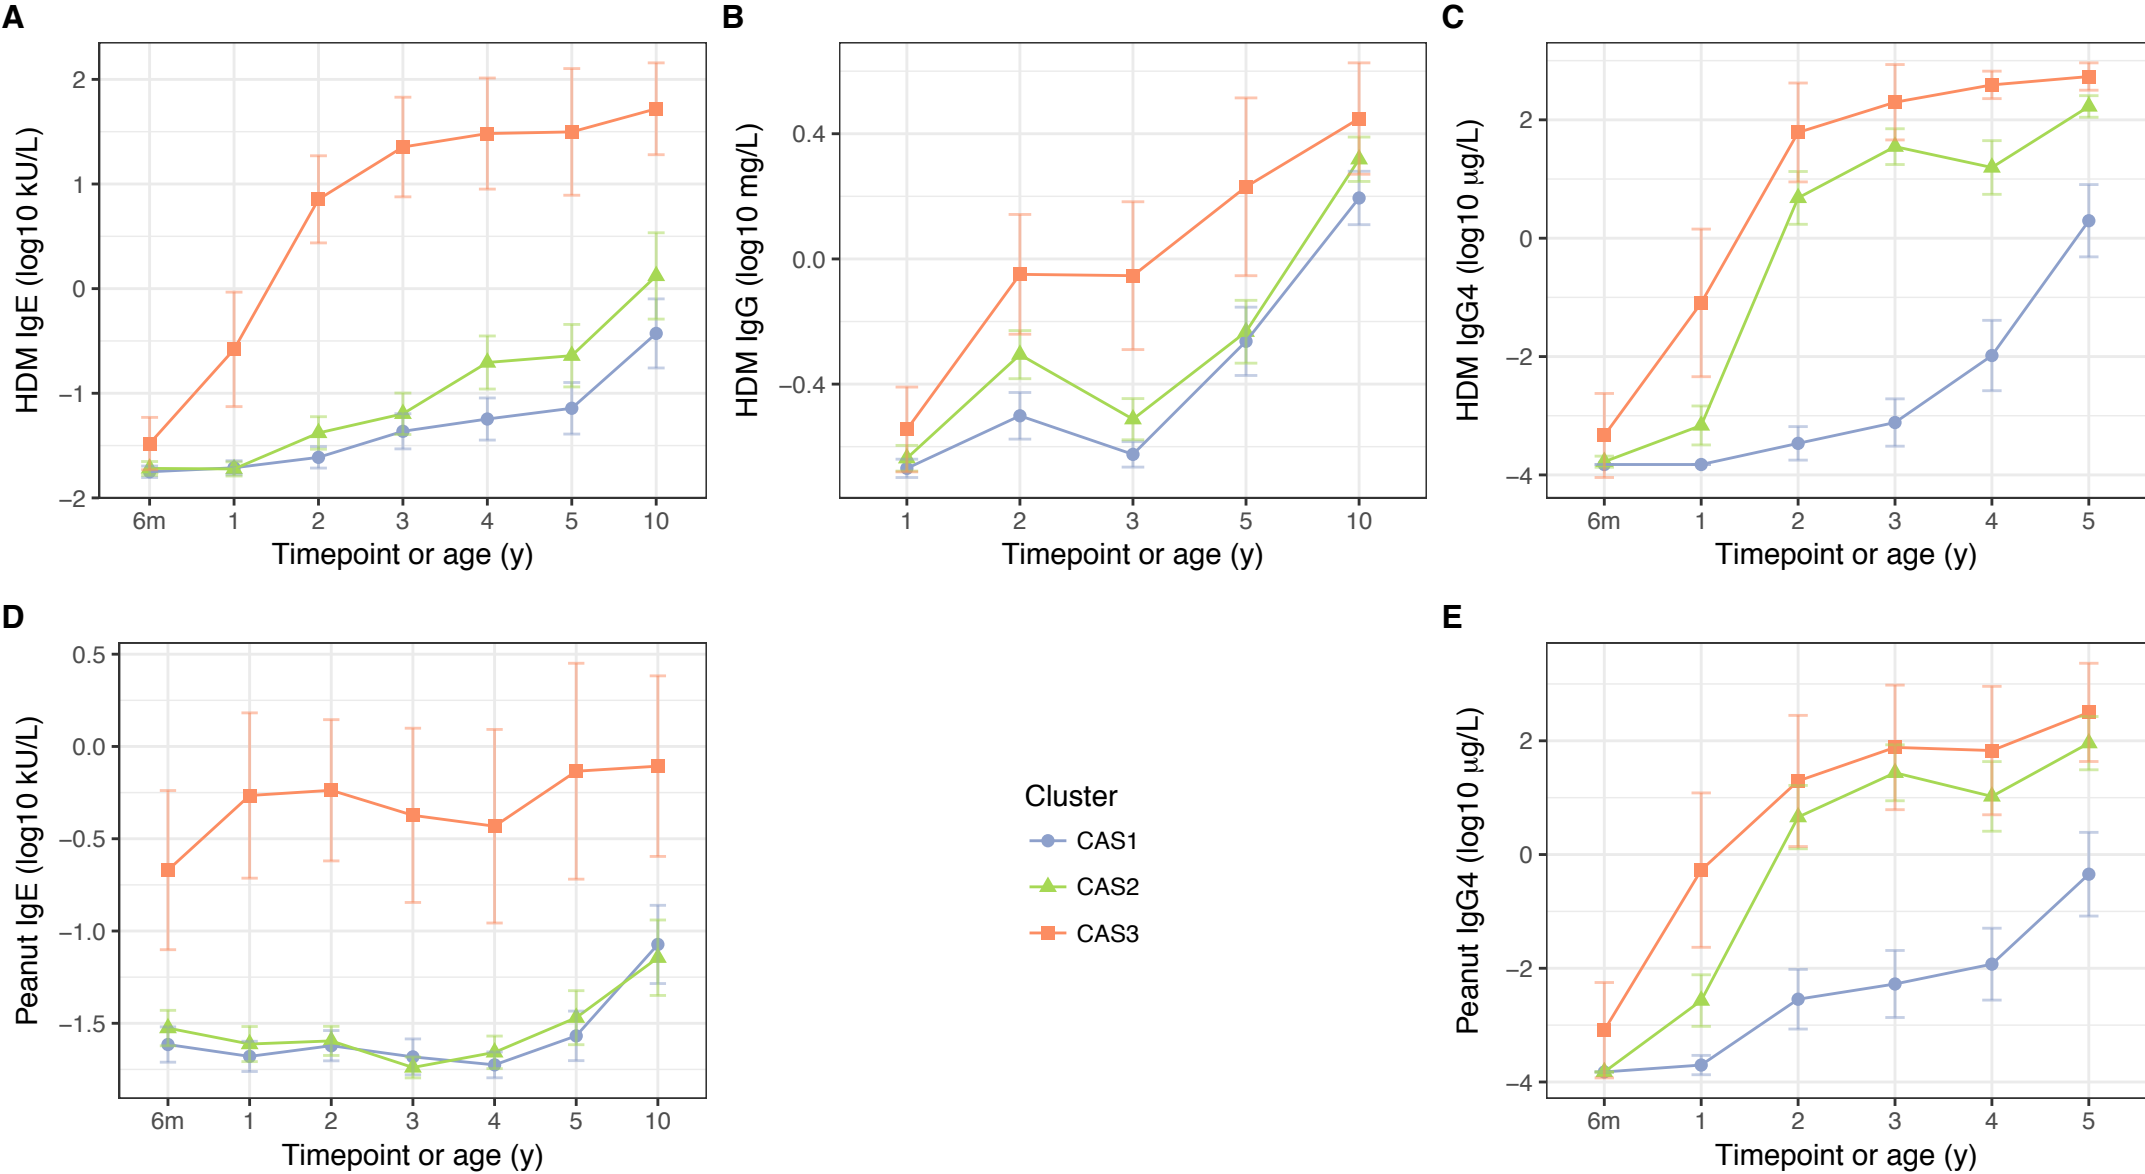 A
HDM IgE (log10 kU/L)
2
1
0
−1
−2
6m 1 2 3 4 5 10
Timepoint or age (y)
B
HDM IgG (log10 mg/L)
0.4
0.0
−0.4
1 2 3 5 10
Timepoint or age (y)
C
HDM IgG4 (log10 μg/L)
2
0
−2
−4
6m 1 2 3 4 5
Timepoint or age (y)
D
Peanut IgE (log10 kU/L)
0.5
0.0
−0.5
−1.0
−1.5
6m 1 2 3 4 5 10
Timepoint or age (y)
Cluster
CAS1
CAS2
CAS3
E
Peanut IgG4 (log10 μg/L)
2
0
−2
−4
6m 1 2 3 4 5
Timepoint or age (y)